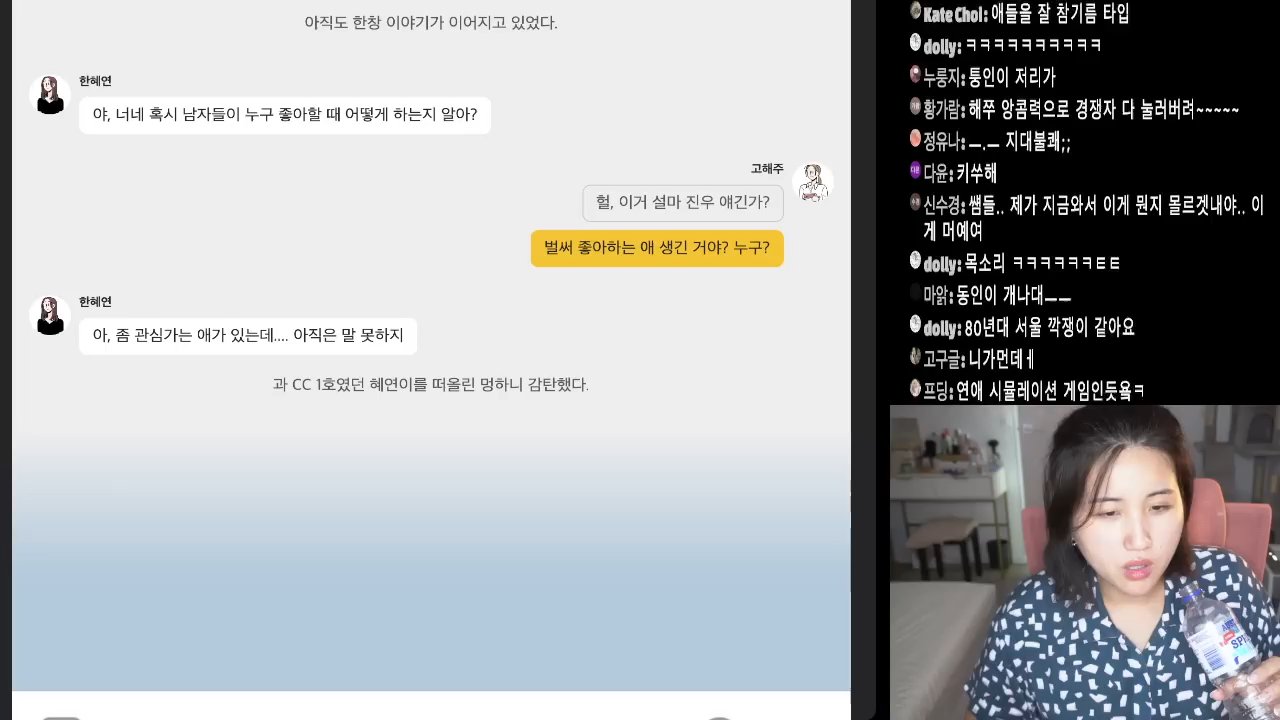 아직도 한창 이야기가 이어지고 있었다.
한혜연
야, 너네 혹시 남자들이 누구 좋아할 때 어떻게 하는지 알아?
고해주
헐, 이거 설마 진우 얘긴가?
벌써 좋아하는 애 생긴 거야? 누구?
한혜연
아, 좀 관심가는 애가 있는데.... 아직은 말 못하지
과 CC 1호였던 혜연이를 떠올린 멍하니 감탄했다.
Kate Choi: 애들을 잘 참기름 타입
dolly: ㅋㅋㅋㅋㅋㅋㅋㅋㅋㅋ
누룽지: 퉁인이 저리가
황가람: 해쭈 앙콤력으로 경쟁자 다 눌러버려~~~~~
정유나: ㅡ.ㅡ 지대불쾌;;
다윤: 키쑤해
신수경: 쌤들.. 제가 지금와서 이게 뭔지 몰르겟내야.. 이
게 머예여
dolly: 목소리 ㅋㅋㅋㅋㅋㅋㅌㅌ
마앍: 동인이 개나대ㅡㅡ
dolly: 80년대 서울 깍쟁이 같아요
고구글: 니가먼데ㅔ
프딩: 연애 시뮬레이션 게임인듯욬ㅋ